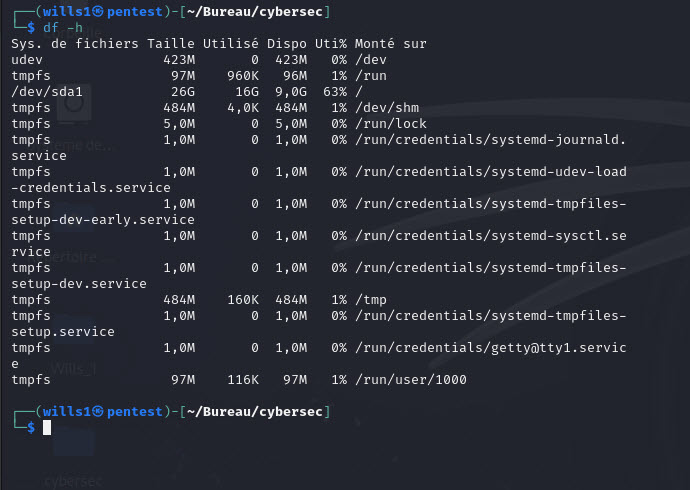 ┌──(wills1㉿pentest)-[~/Bureau/cybersec]
└─$ df -h
Sys. de fichiers Taille Utilisé Dispo Uti% Monté sur
udev               423M       0  423M   0% /dev
tmpfs               97M    960K   96M   1% /run
/dev/sda1           26G     16G  9,0G  63% /
tmpfs              484M    4,0K  484M   1% /dev/shm
tmpfs              5,0M       0  5,0M   0% /run/lock
tmpfs              1,0M       0  1,0M   0% /run/credentials/systemd-journald.
service
tmpfs              1,0M       0  1,0M   0% /run/credentials/systemd-udev-load
-credentials.service
tmpfs              1,0M       0  1,0M   0% /run/credentials/systemd-tmpfiles-
setup-dev-early.service
tmpfs              1,0M       0  1,0M   0% /run/credentials/systemd-sysctl.se
rvice
tmpfs              1,0M       0  1,0M   0% /run/credentials/systemd-tmpfiles-
setup-dev.service
tmpfs              484M    160K  484M   1% /tmp
tmpfs              1,0M       0  1,0M   0% /run/credentials/systemd-tmpfiles-
setup.service
tmpfs              1,0M       0  1,0M   0% /run/credentials/getty@tty1.servic
e
tmpfs               97M    116K   97M   1% /run/user/1000
┌──(wills1㉿pentest)-[~/Bureau/cybersec]
└─$
Wills_1
cybersec